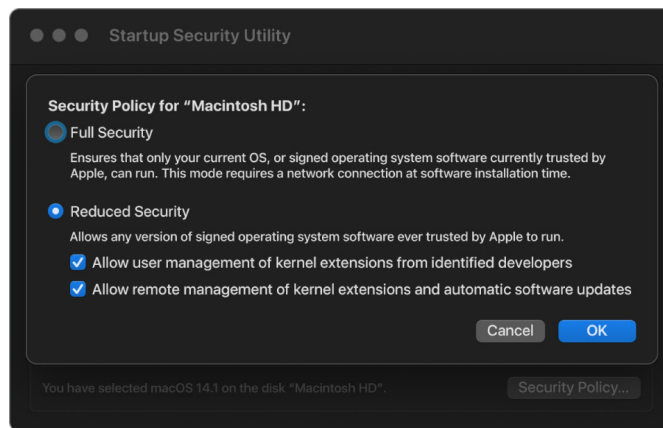 Startup Security Utility
Security Policy for “Macintosh HD”:
Full Security
Ensures that only your current OS, or signed operating system software currently trusted by
Apple, can run. This mode requires a network connection at software installation time.
Reduced Security
Allows any version of signed operating system software ever trusted by Apple to run.
Allow user management of kernel extensions from identified developers
Allow remote management of kernel extensions and automatic software updates
Cancel OK
You have selected macOS 14.1 on the disk “Macintosh HD”. Security Policy...